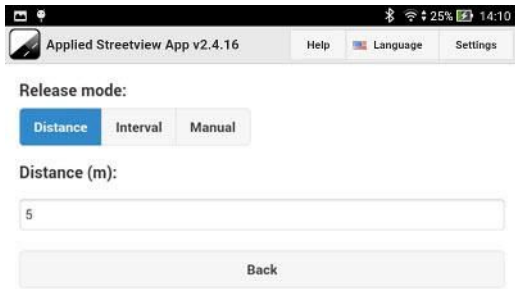 25% 14:10
Applied Streetview App v2.4.16 Help Language Settings
Release mode:
Distance Interval Manual
Distance (m):
5
Back